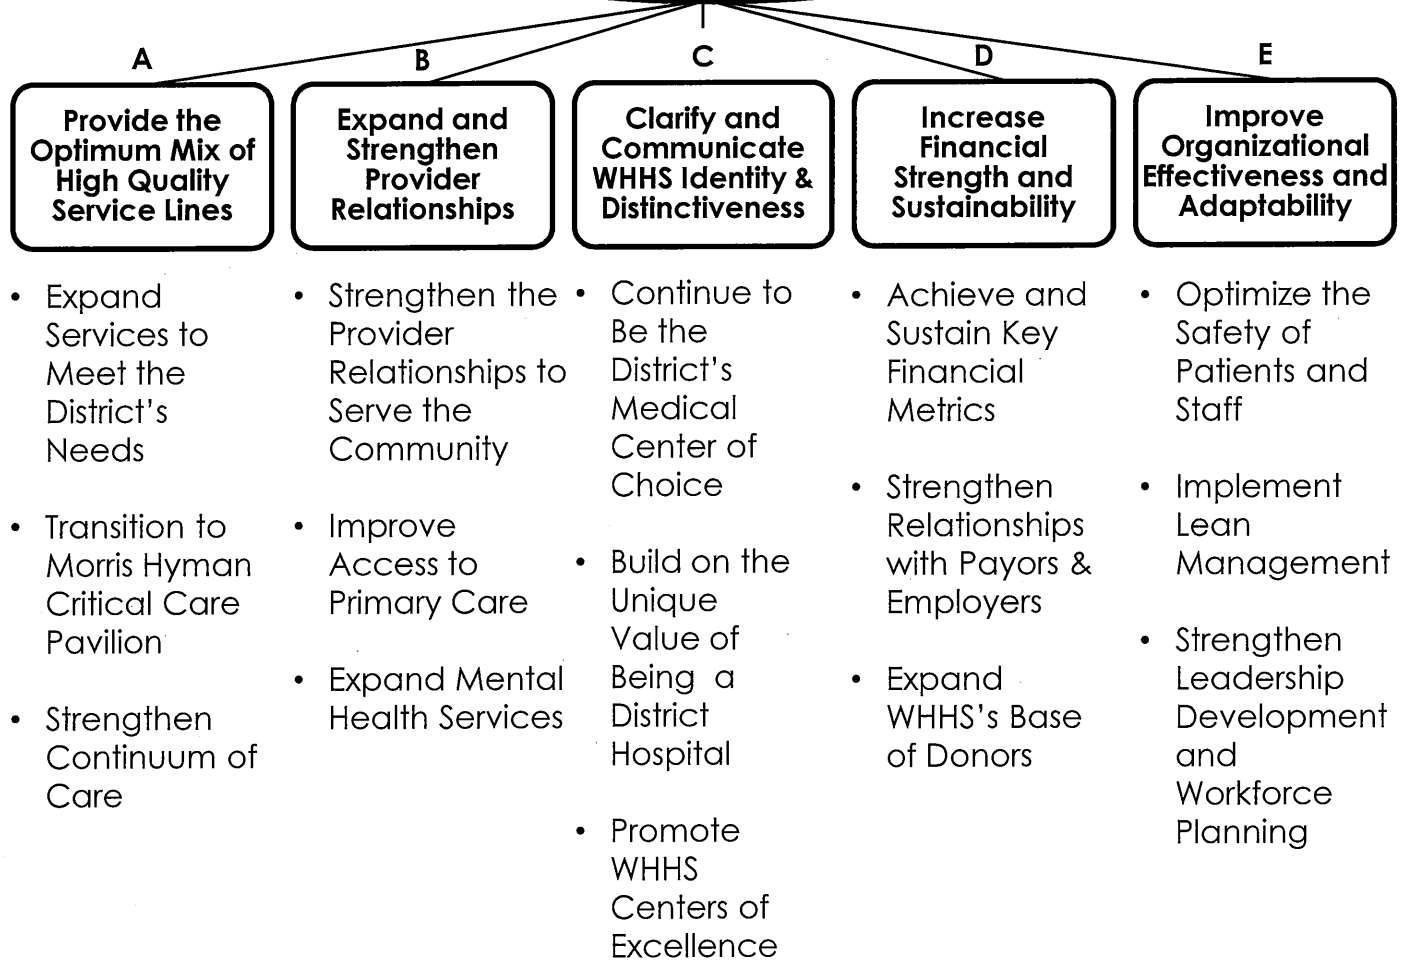 A
Provide the
Optimum Mix of
High Quality
Service Lines
• Expand
Services to
Meet the
District's
Needs
• Transition to
Morris Hyman
Critical Care
Pavilion
• Strengthen
Continuum of
Care
B
Expand and
Strengthen
Provider
Relationships
• Strengthen the
Provider
Relationships to
Serve the
Community
• Improve
Access to
Primary Care
• Expand Mental
Health Services
C
Clarify and
Communicate
WHHS Identity &
Distinctiveness
• Continue to
Be the
District's
Medical
Center of
Choice
• Build on the
Unique
Value of
Being a
District
Hospital
• Promote
WHHS
Centers of
Excellence
D
Increase
Financial
Strength and
Sustainability
• Achieve and
Sustain Key
Financial
Metrics
• Strengthen
Relationships
with Payors &
Employers
• Expand
WHHS's Base
of Donors
E
Improve
Organizational
Effectiveness and
Adaptability
• Optimize the
Safety of
Patients and
Staff
• Implement
Lean
Management
• Strengthen
Leadership
Development
and
Workforce
Planning